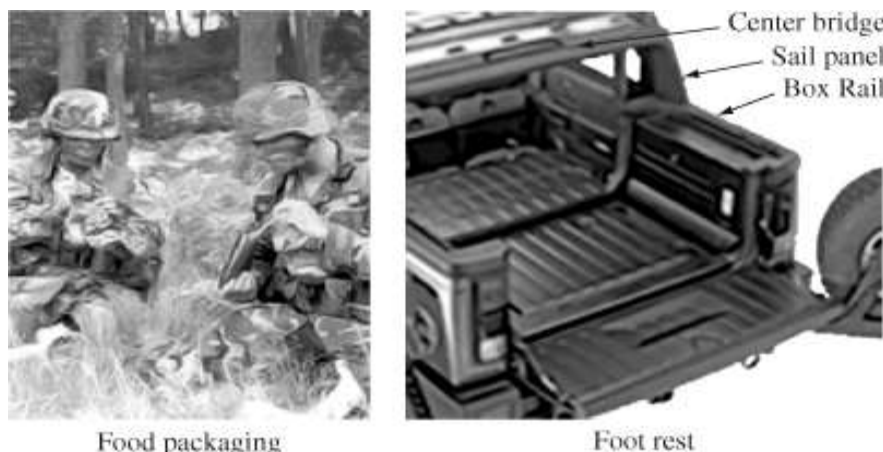 Center bridge
Sail panel
Box Rail
Food packaging
Foot rest